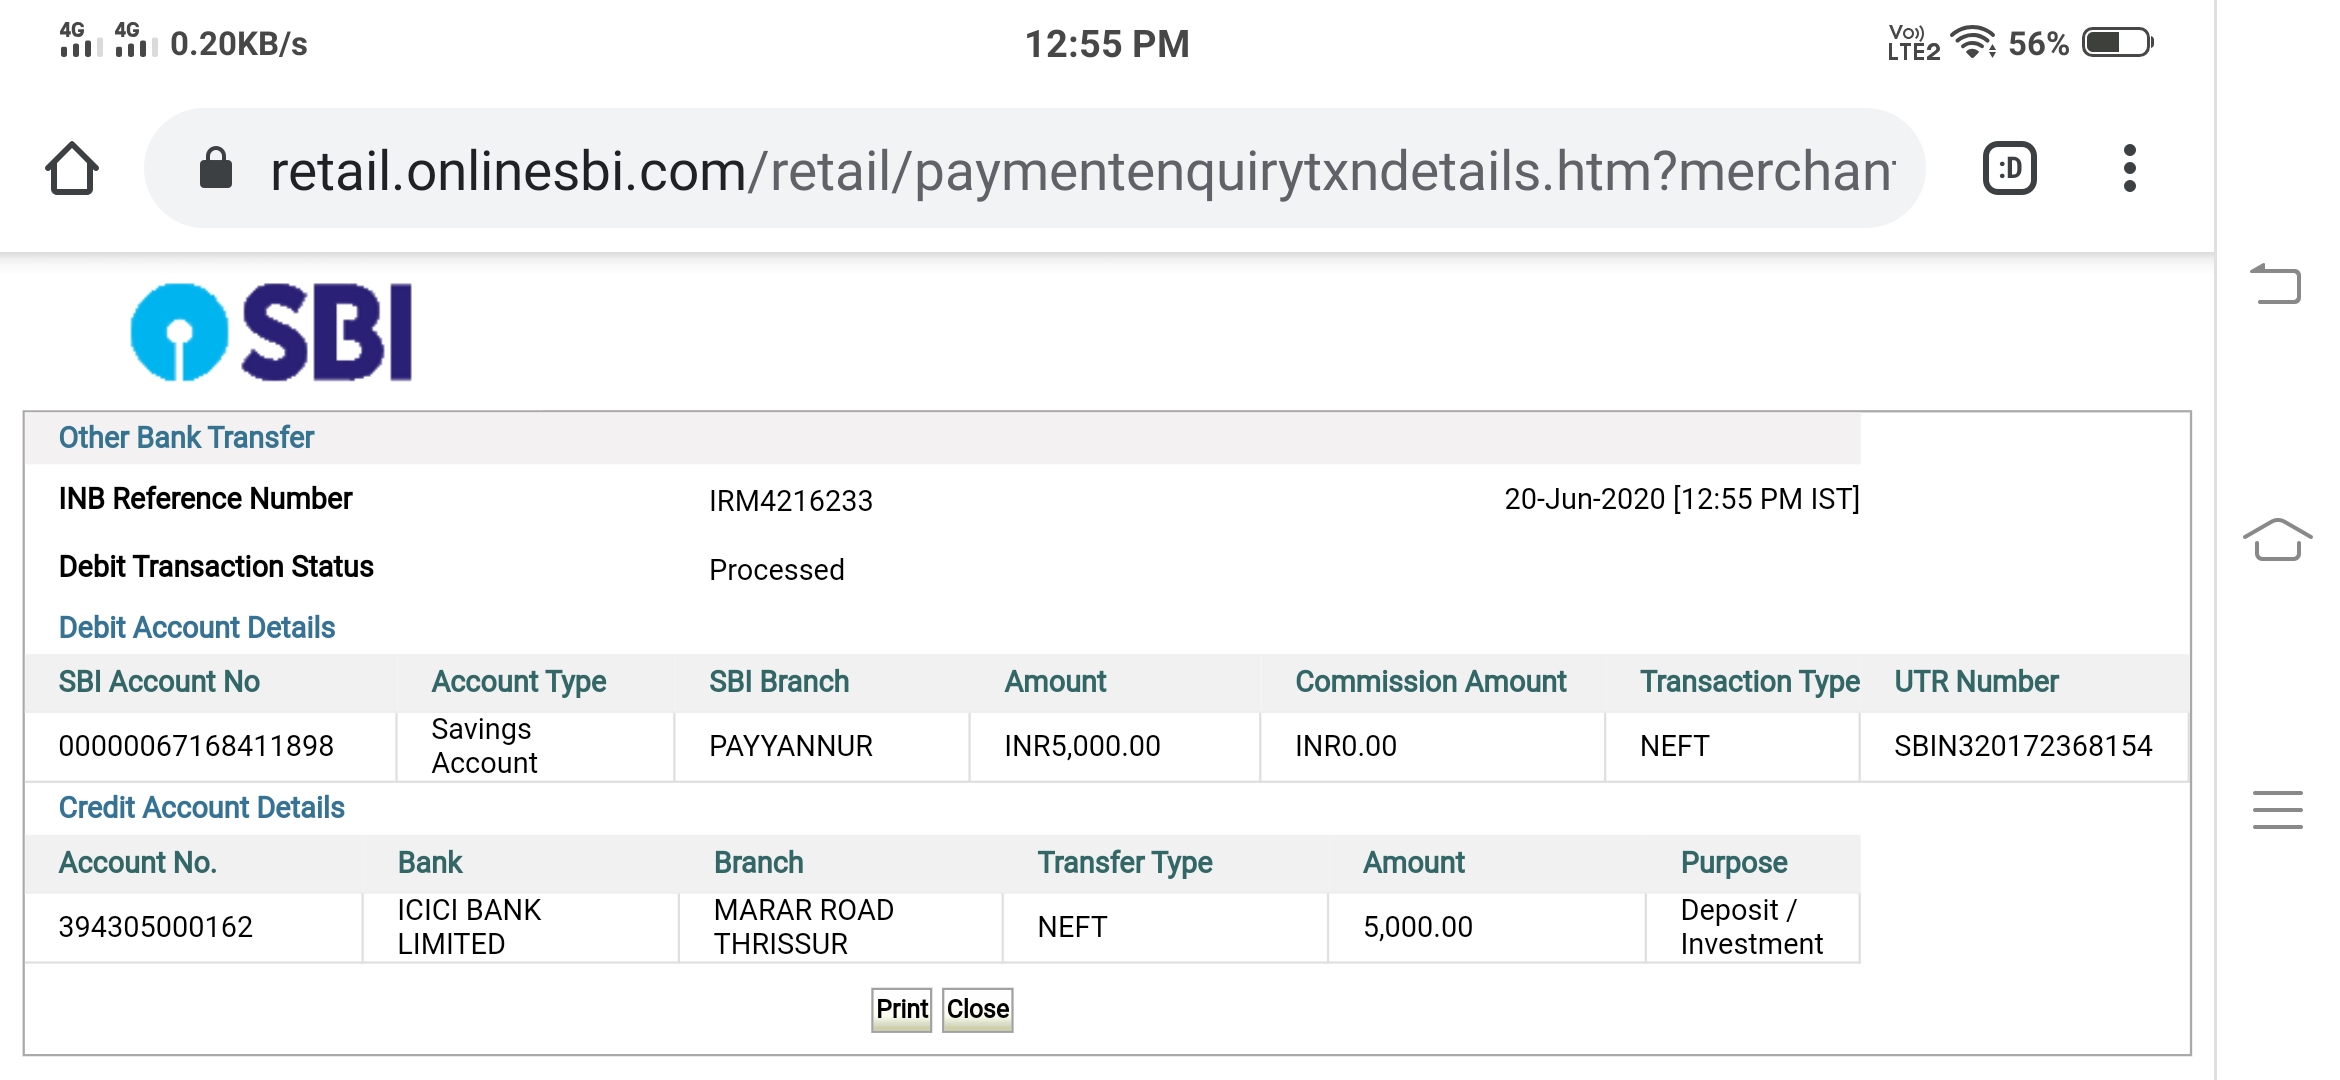 4G 4G 0.20KB/s 12:55 PM Vo)) LTE2 56%
retail.onlinesbi.com/retail/paymentenquirytxndetails.htm?merchan
:D
SBI
Other Bank Transfer
INB Reference Number IRM4216233 20-Jun-2020 [12:55 PM IST]
Debit Transaction Status Processed
Debit Account Details
SBI Account No Account Type SBI Branch Amount Commission Amount Transaction Type UTR Number
00000067168411898 Savings Account PAYYANNUR INR5,000.00 INR0.00 NEFT SBIN320172368154
Credit Account Details
Account No. Bank Branch Transfer Type Amount Purpose
394305000162 ICICI BANK LIMITED MARAR ROAD THRISSUR NEFT 5,000.00 Deposit / Investment
Print Close